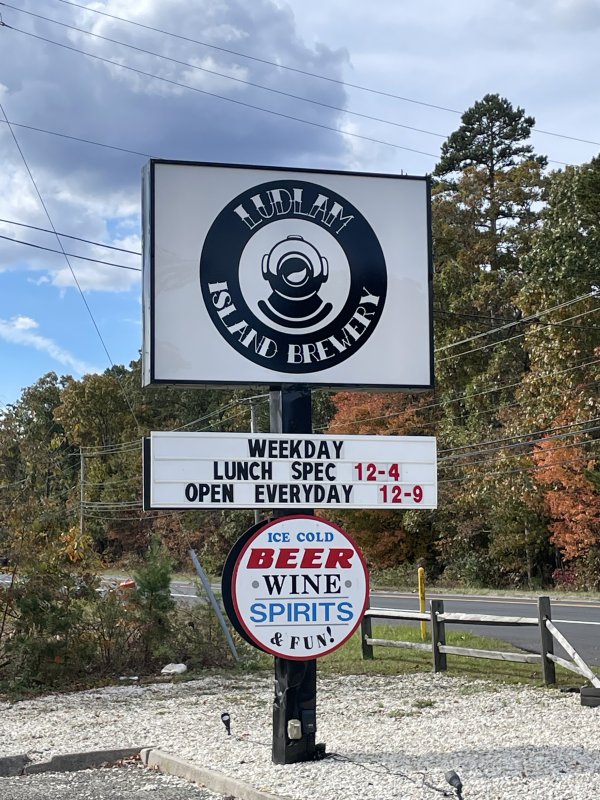 LUDLAM
ISLAND BREWERY
WEEKDAY
LUNCH SPEC 12-4
OPEN EVERYDAY 12-9
ICE COLD
BEER
• WINE •
SPIRITS
& FUN!